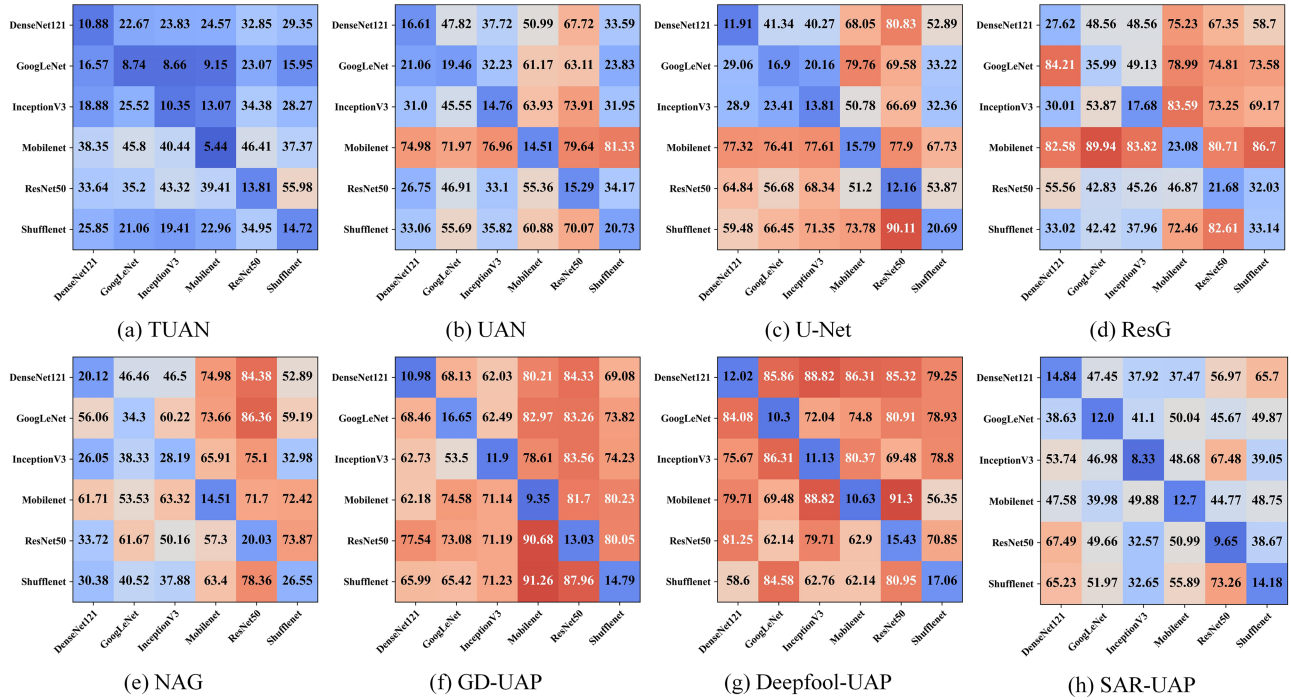 DenseNet121 10.88 22.67 23.83 24.57 32.85 29.35
GoogLeNet 16.57 8.74 8.66 9.15 23.07 15.95
InceptionV3 18.88 25.52 10.35 13.07 34.38 28.27
Mobilenet 38.35 45.8 40.44 5.44 46.41 37.37
ResNet50 33.64 35.2 43.32 39.41 13.81 55.98
Shufflenet 25.85 21.06 19.41 22.96 34.95 14.72
DenseNet121 GoogLeNet InceptionV3 Mobilenet ResNet50 Shufflenet
(a) TUAN
DenseNet121 16.61 47.82 37.72 50.99 67.72 33.59
GoogLeNet 21.06 19.46 32.23 61.17 63.11 23.83
InceptionV3 31.0 45.55 14.76 63.93 73.91 31.95
Mobilenet 74.98 71.97 76.96 14.51 79.64 81.33
ResNet50 26.75 46.91 33.1 55.36 15.29 34.17
Shufflenet 33.06 55.69 35.82 60.88 70.07 20.73
DenseNet121 GoogLeNet InceptionV3 Mobilenet ResNet50 Shufflenet
(b) UAN
DenseNet121 11.91 41.34 40.27 68.05 80.83 52.89
GoogLeNet 29.06 16.9 20.16 79.76 69.58 33.22
InceptionV3 28.9 23.41 13.81 50.78 66.69 32.36
Mobilenet 77.32 76.41 77.61 15.79 77.9 67.73
ResNet50 64.84 56.68 68.34 51.2 12.16 53.87
Shufflenet 59.48 66.45 71.35 73.78 90.11 20.69
DenseNet121 GoogLeNet InceptionV3 Mobilenet ResNet50 Shufflenet
(c) U-Net
DenseNet121 27.62 48.56 48.56 75.23 67.35 58.7
GoogLeNet 84.21 35.99 49.13 78.99 74.81 73.58
InceptionV3 30.01 53.87 17.68 83.59 73.25 69.17
Mobilenet 82.58 89.94 83.82 23.08 80.71 86.7
ResNet50 55.56 42.83 45.26 46.87 21.68 32.03
Shufflenet 33.02 42.42 37.96 72.46 82.61 33.14
DenseNet121 GoogLeNet InceptionV3 Mobilenet ResNet50 Shufflenet
(d) ResG
DenseNet121 20.12 46.46 46.5 74.98 84.38 52.89
GoogLeNet 56.06 34.3 60.22 73.66 86.36 59.19
InceptionV3 26.05 38.33 28.19 65.91 75.1 32.98
Mobilenet 61.71 53.53 63.32 14.51 71.7 72.42
ResNet50 33.72 61.67 50.16 57.3 20.03 73.87
Shufflenet 30.38 40.52 37.88 63.4 78.36 26.55
DenseNet121 GoogLeNet InceptionV3 Mobilenet ResNet50 Shufflenet
(e) NAG
DenseNet121 10.98 68.13 62.03 80.21 84.33 69.08
GoogLeNet 68.46 16.65 62.49 82.97 83.26 73.82
InceptionV3 62.73 53.5 11.9 78.61 83.56 74.23
Mobilenet 62.18 74.58 71.14 9.35 81.7 80.23
ResNet50 77.54 73.08 71.19 90.68 13.03 80.05
Shufflenet 65.99 65.42 71.23 91.26 87.96 14.79
DenseNet121 GoogLeNet InceptionV3 Mobilenet ResNet50 Shufflenet
(f) GD-UAP
DenseNet121 12.02 85.86 88.82 86.31 85.32 79.25
GoogLeNet 84.08 10.3 72.04 74.8 80.91 78.93
InceptionV3 75.67 86.31 11.13 80.37 69.48 78.8
Mobilenet 79.71 69.48 88.82 10.63 91.3 56.35
ResNet50 81.25 62.14 79.71 62.9 15.43 70.85
Shufflenet 58.6 84.58 62.76 62.14 80.95 17.06
DenseNet121 GoogLeNet InceptionV3 Mobilenet ResNet50 Shufflenet
(g) Deepfool-UAP
DenseNet121 14.84 47.45 37.92 37.47 56.97 65.7
GoogLeNet 38.63 12.0 41.1 50.04 45.67 49.87
InceptionV3 53.74 46.98 8.33 48.68 67.48 39.05
Mobilenet 47.58 39.98 49.88 12.7 44.77 48.75
ResNet50 67.49 49.66 32.57 50.99 9.65 38.67
Shufflenet 65.23 51.97 32.65 55.89 73.26 14.18
DenseNet121 GoogLeNet InceptionV3 Mobilenet ResNet50 Shufflenet
(h) SAR-UAP